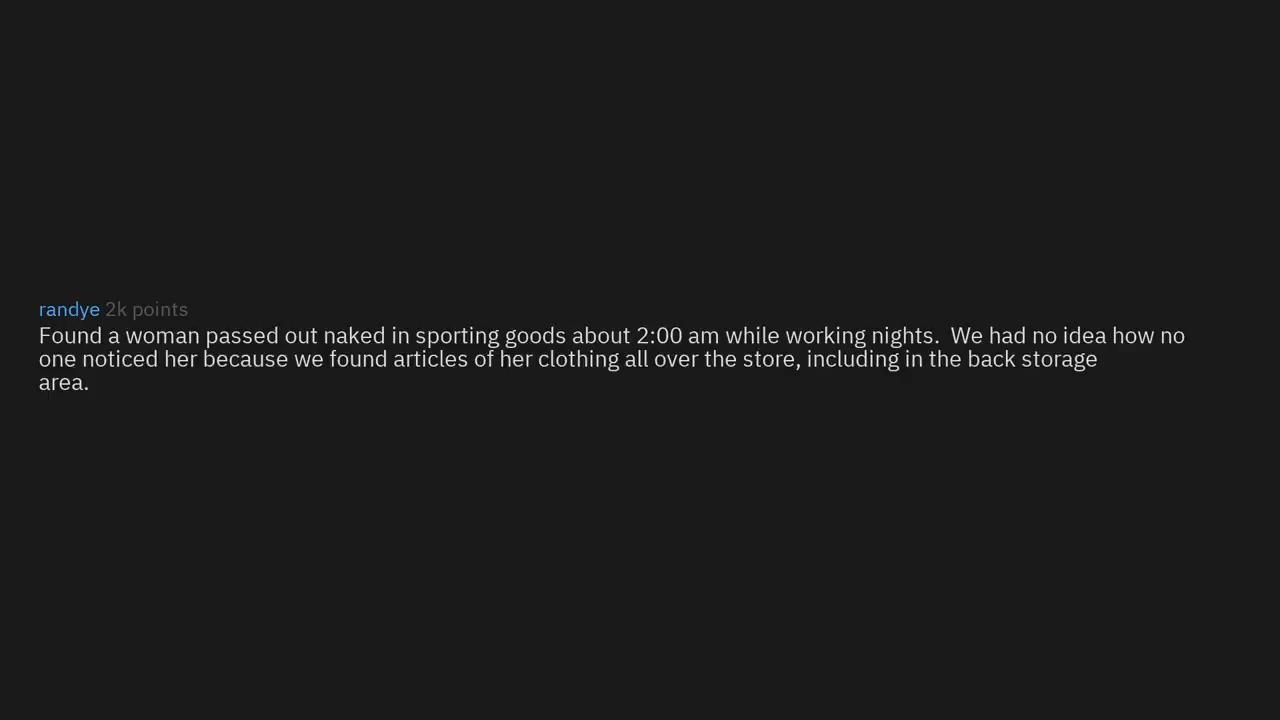 randye 2k points
Found a woman passed out naked in sporting goods about 2:00 am while working nights.  We had no idea how no
one noticed her because we found articles of her clothing all over the store, including in the back storage
area.